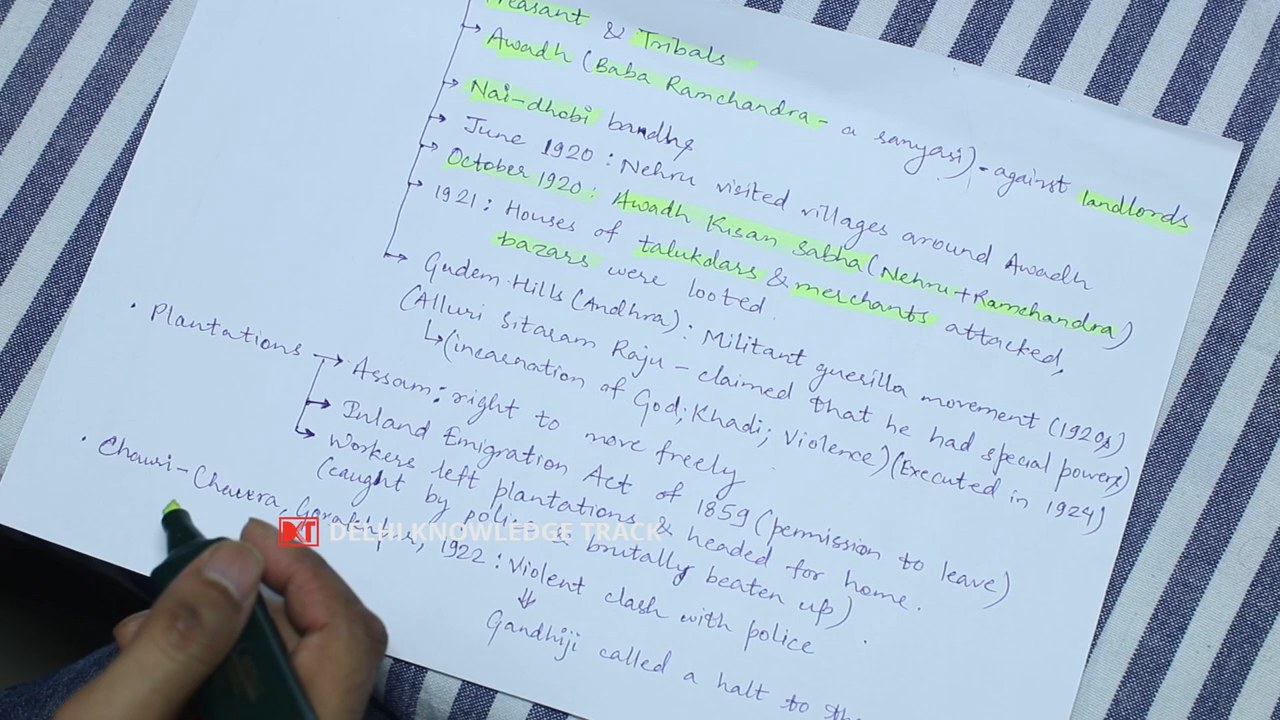 Peasant & Tribals
Awadh (Baba Ramchandra - a sanyasi) - against landlords
Nai-dhobi bandhs
June 1920 : Nehru visited villages around Awadh
October 1920 : Awadh Kisan Sabha (Nehru + Ramchandra)
1921 : Houses of talukdars & merchants attacked,
bazars were looted.
Gudem Hills (Andhra) : Militant guerilla movement (1920s)
(Alluri Sitaram Raju - claimed that he had special powers)
(incarnation of God; Khadi; Violence) (Executed in 1924)
• Plantations
Assam : right to move freely
Inland Emigration Act of 1859 (permission to leave)
Workers left plantations & headed for home.
(caught by police & brutally beaten up)
• Chauri-Chaura, Gorakhpur, 1922 : Violent clash with police
Gandhiji called a halt to the
KT DELHI KNOWLEDGE TRACK